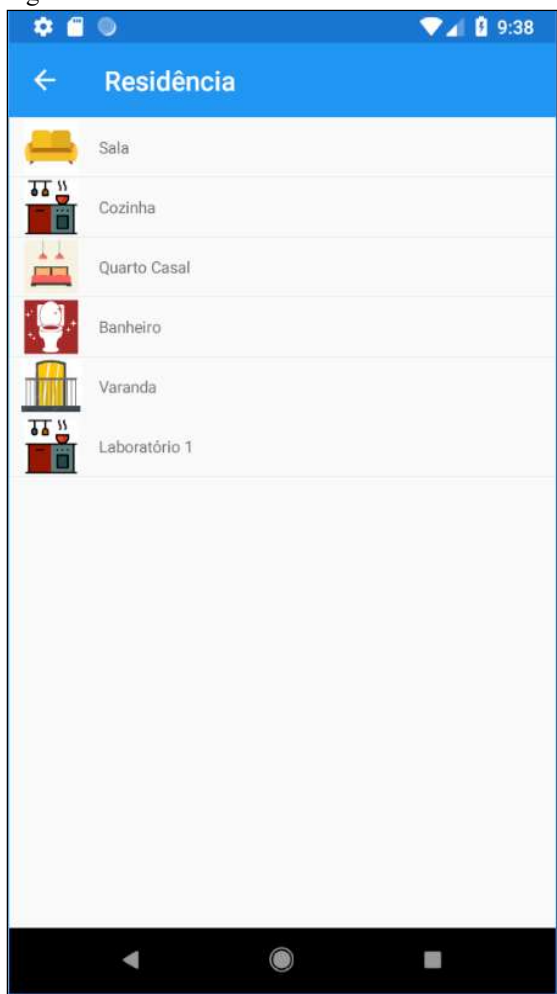 9:38
Residência
Sala
Cozinha
Quarto Casal
Banheiro
Varanda
Laboratório 1